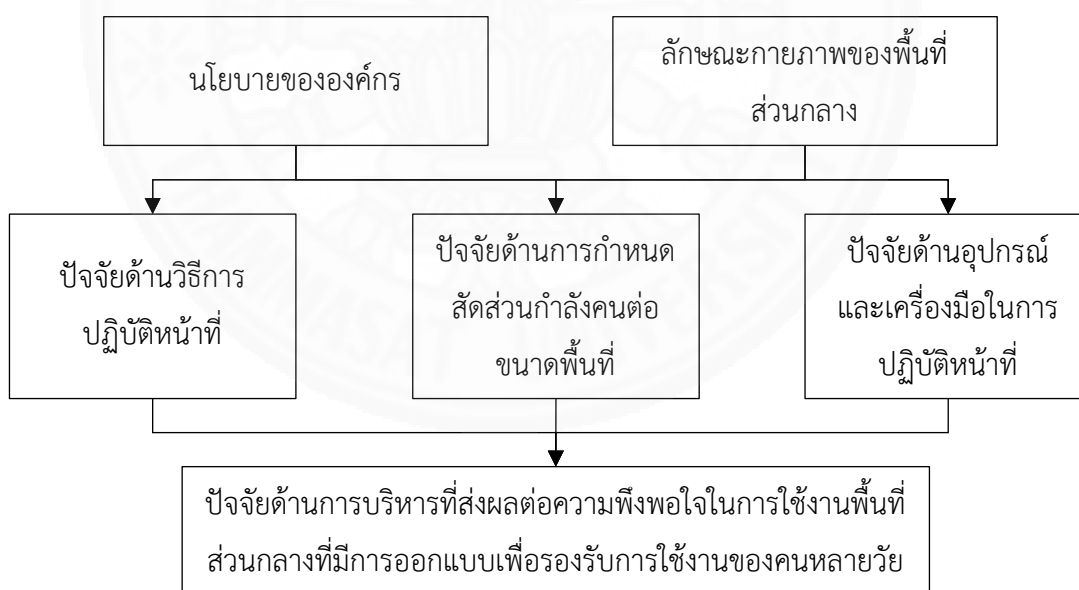 นโยบายขององค์กร
ลักษณะกายภาพของพื้นที่
ส่วนกลาง
ปัจจัยด้านวิธีการ
ปฏิบัติหน้าที่
ปัจจัยด้านการกำหนด
สัดส่วนกำลังคนต่อ
ขนาดพื้นที่
ปัจจัยด้านอุปกรณ์
และเครื่องมือในการ
ปฏิบัติหน้าที่
ปัจจัยด้านการบริหารที่ส่งผลต่อความพึงพอใจในการใช้งานพื้นที่
ส่วนกลางที่มีการออกแบบเพื่อรองรับการใช้งานของคนหลายวัย